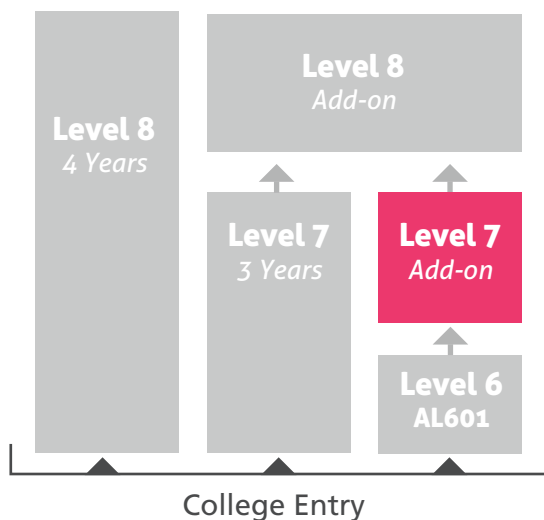 Level 8
4 Years
Level 8
Add-on
Level 7
3 Years
Level 7
Add-on
Level 6
AL601
College Entry